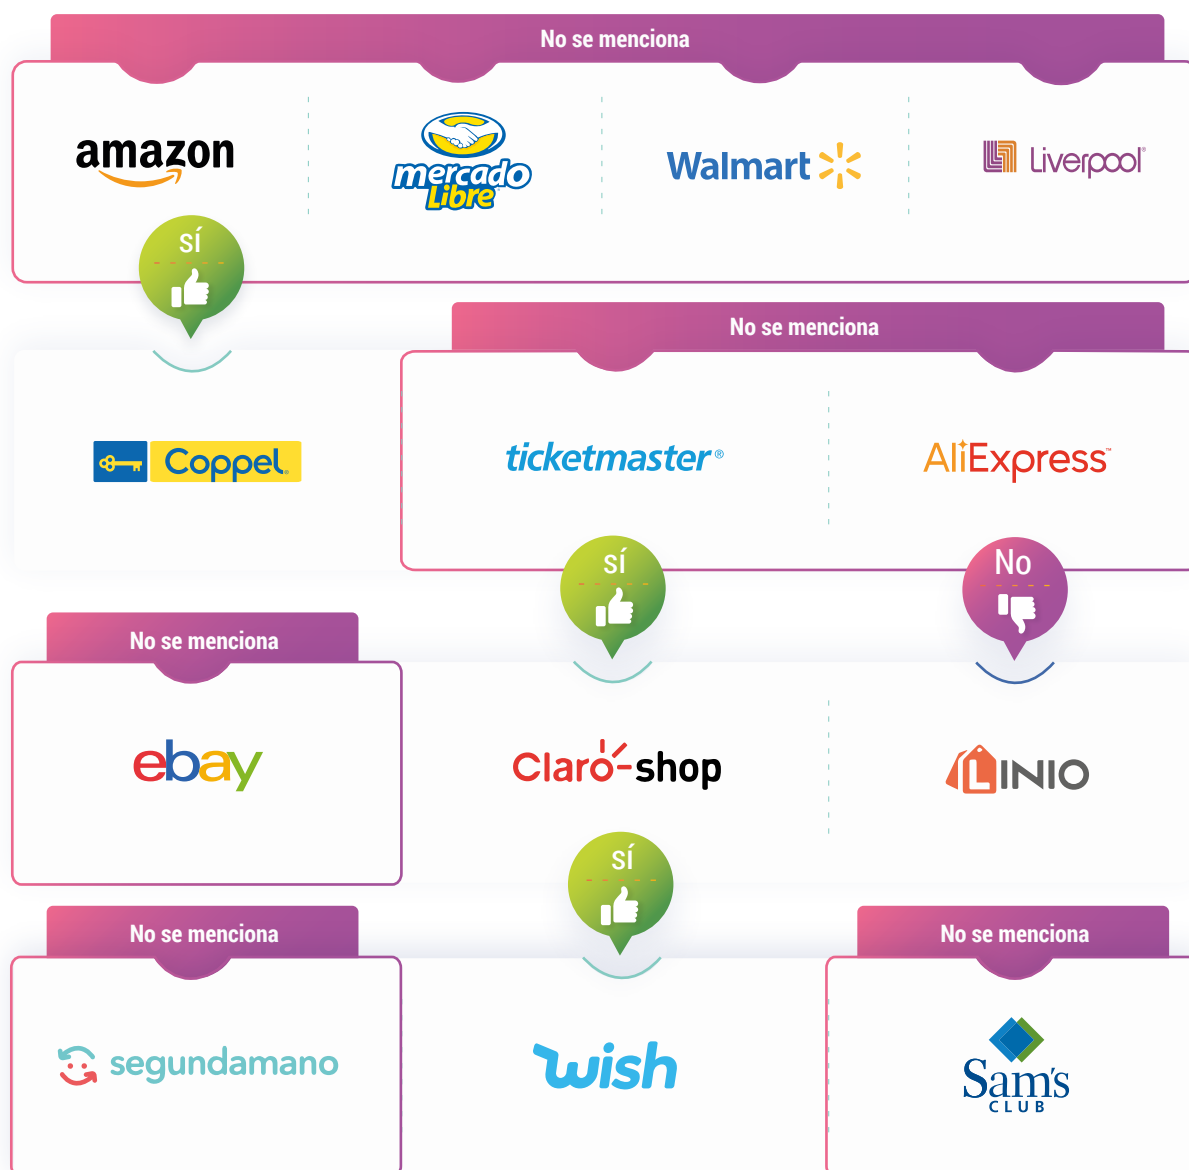 No se menciona
amazon
mercado
Libre
Walmart
Liverpool®
sí
No se menciona
Coppel®
ticketmaster®
AliExpress™
sí
No
No se menciona
ebay
Claro-shop
LINIO
sí
No se menciona
No se menciona
segundamano
wish
Sam's
CLUB